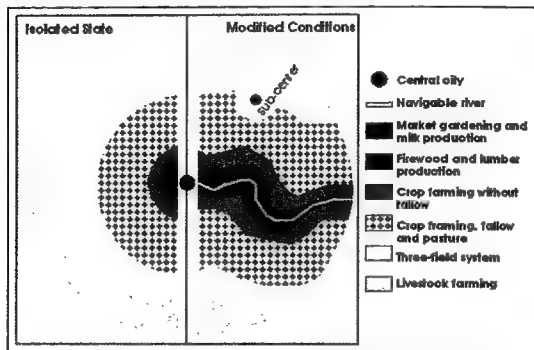 Isolated State
Modified Conditions
sub-center
Central city
Navigable river
Market gardening and
milk production
Firewood and lumber
production
Crop farming without
fallow
Crop framing, fallow
and pasture
Three-field system
Livestock farming